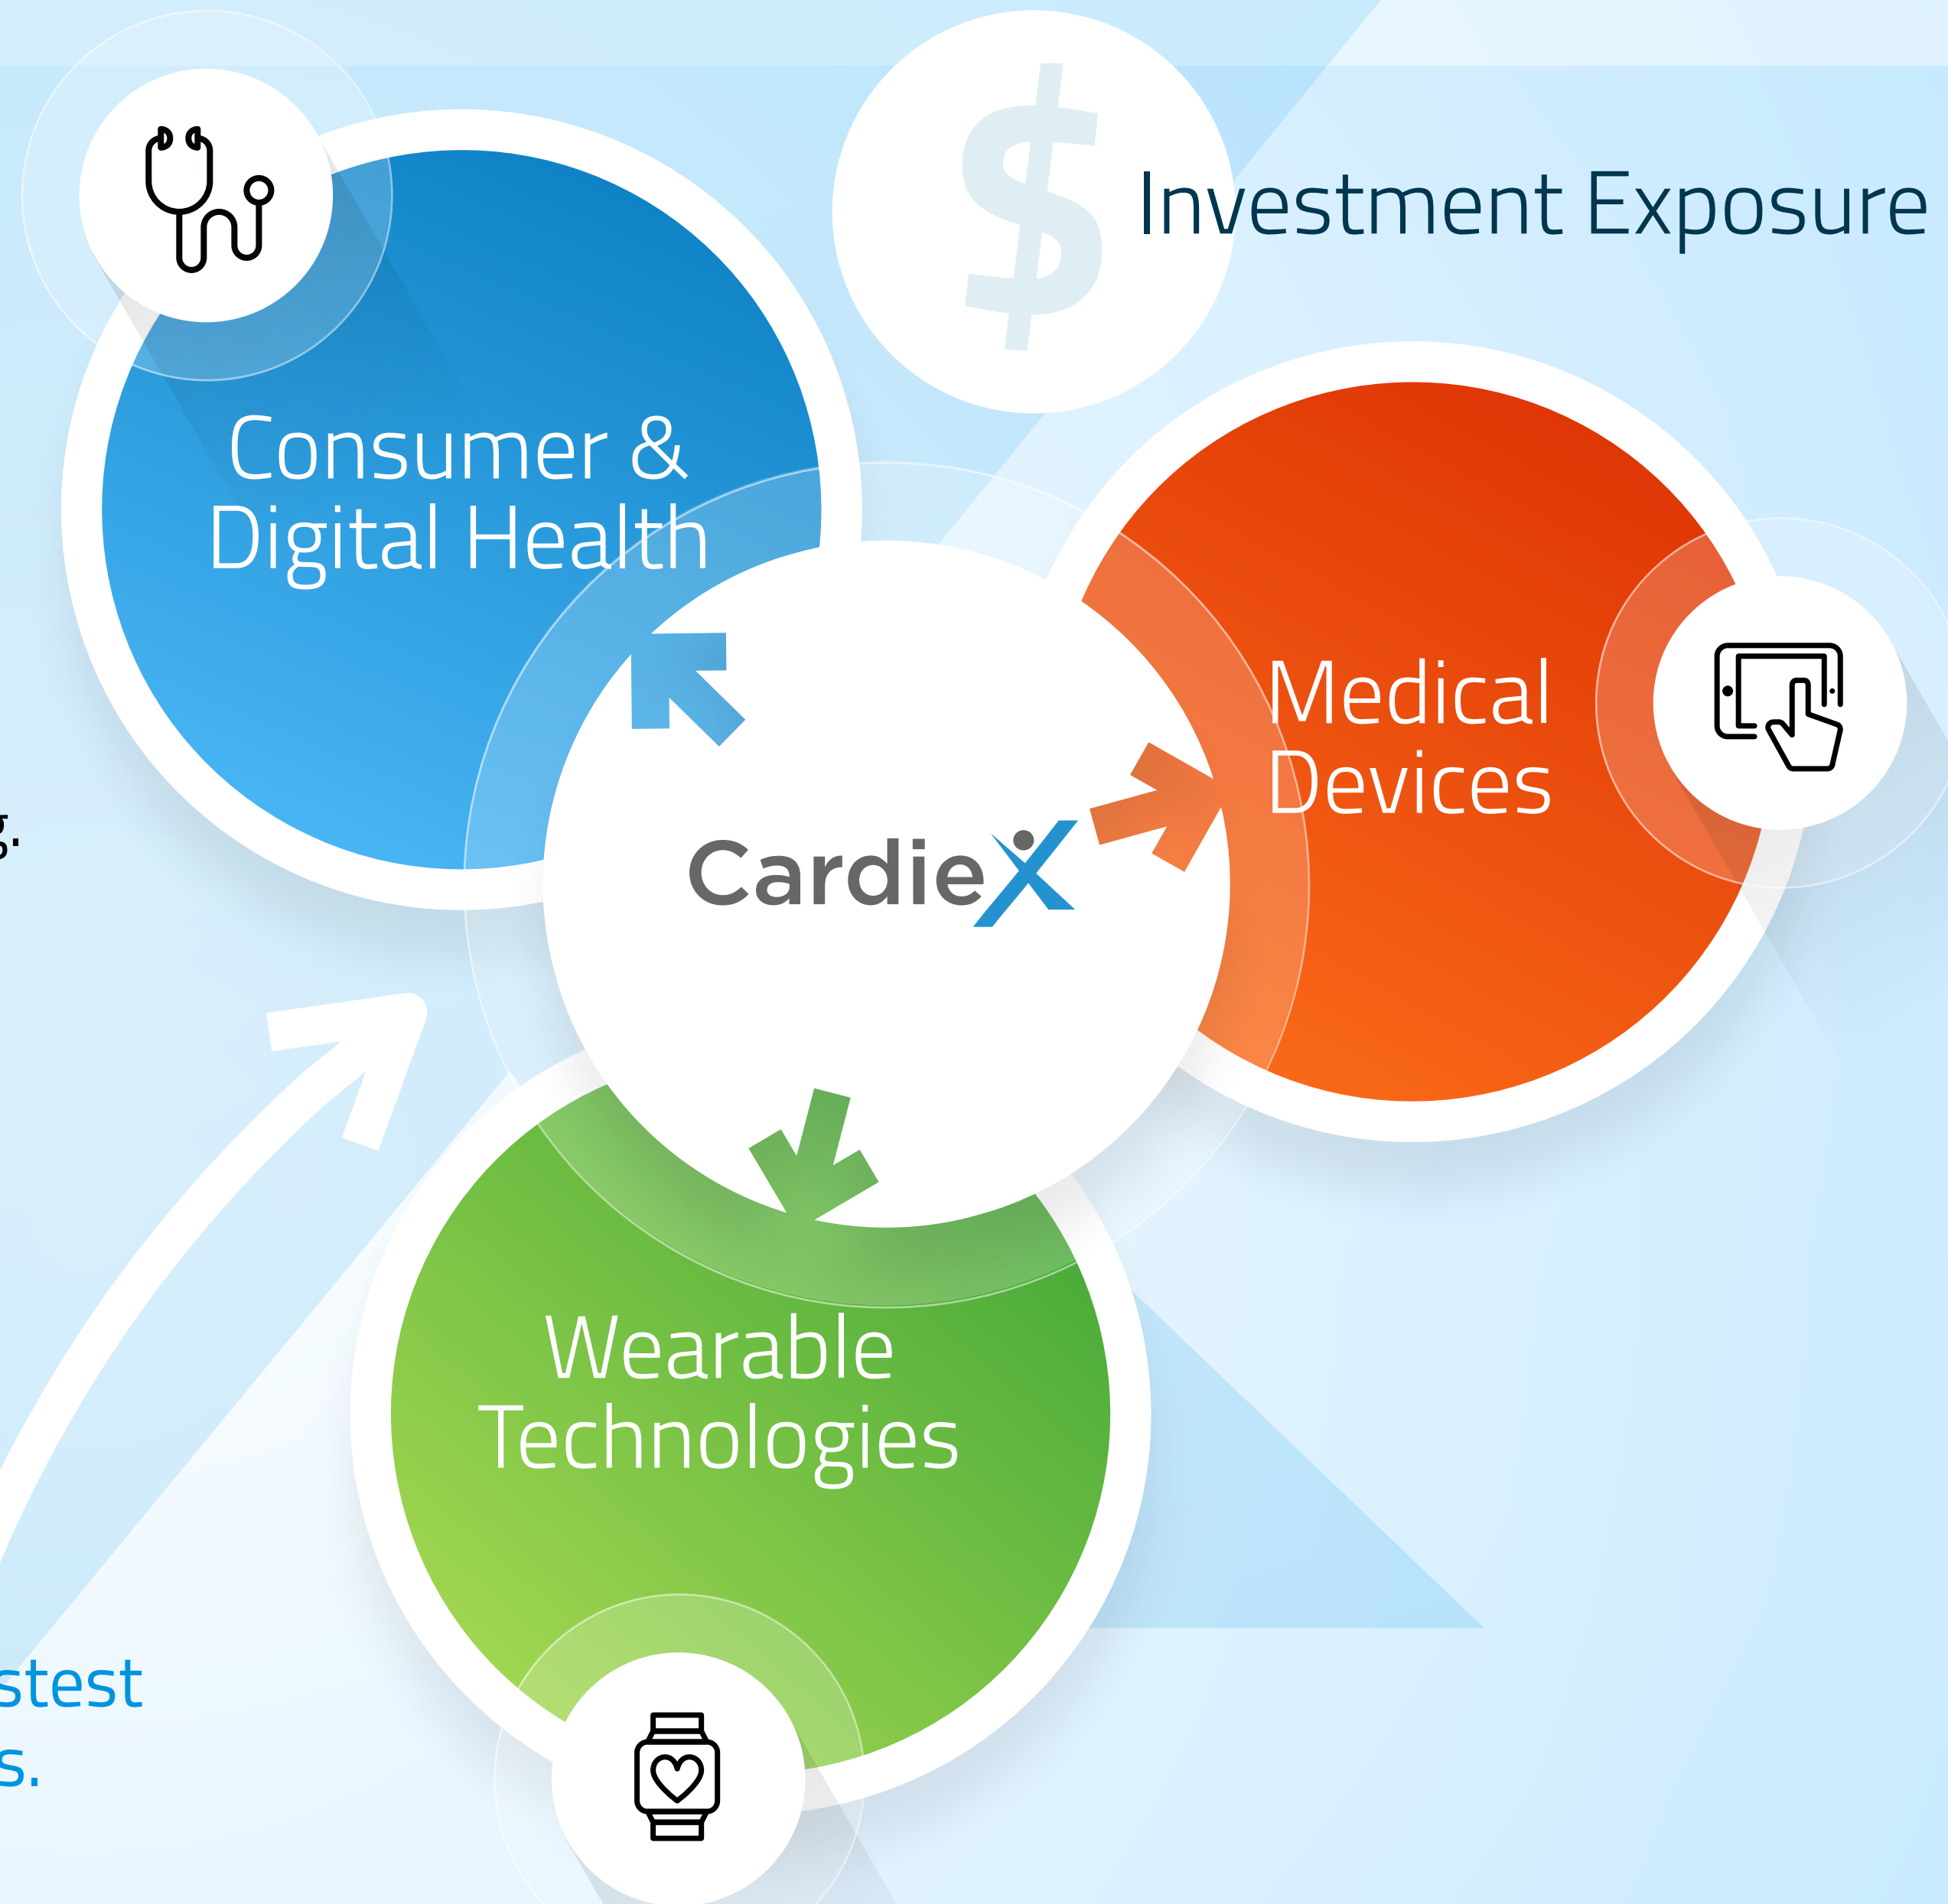 $
Investment Exposure
Consumer &
Digital Health
Medical
Devices
g.
CardieX
Wearable
Technologies
stest
s.